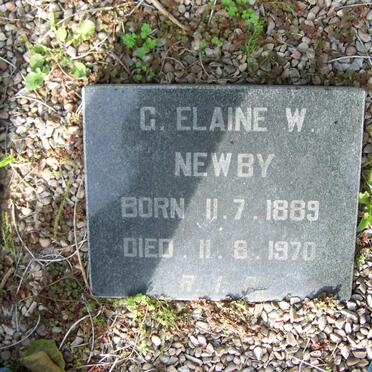 G. ELAINE W.
NEWBY
BORN 11.7.1889
DIED 11.8.1970
R.I.P.